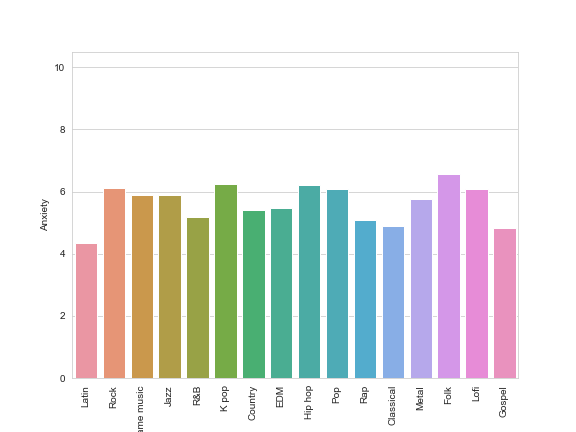 10
8
6
4
2
0
Anxiety
Latin
Rock
ame music
Jazz
R&B
K pop
Country
EDM
Hip hop
Pop
Rap
Classical
Metal
Folk
Lofi
Gospel